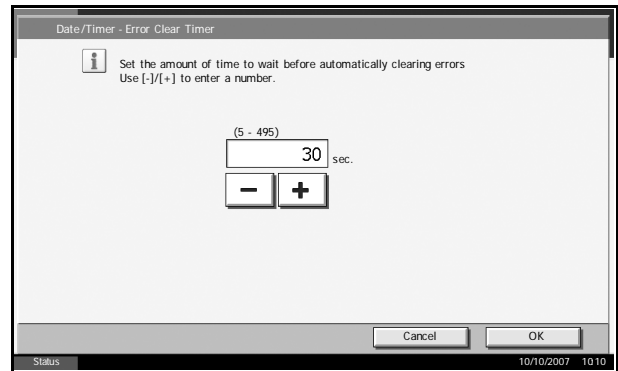 Date/Timer - Error Clear Timer
Set the amount of time to wait before automatically clearing errors
Use [-]/[+] to enter a number.
(5 - 495)
30 sec.
Cancel OK
Status 10/10/2007 10:10